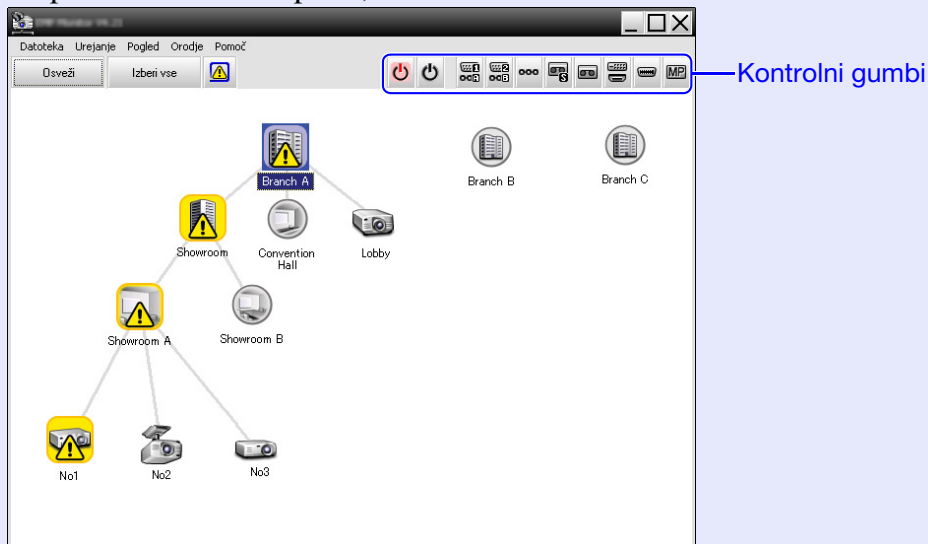 Datoteka Urejanje Pogled Orodje Pomoč
Osveži Izberi vse MP Kontrolni gumbi
Branch A Branch B Branch C
Showroom Convention Hall Lobby
Showroom A Showroom B
No1 No2 No3